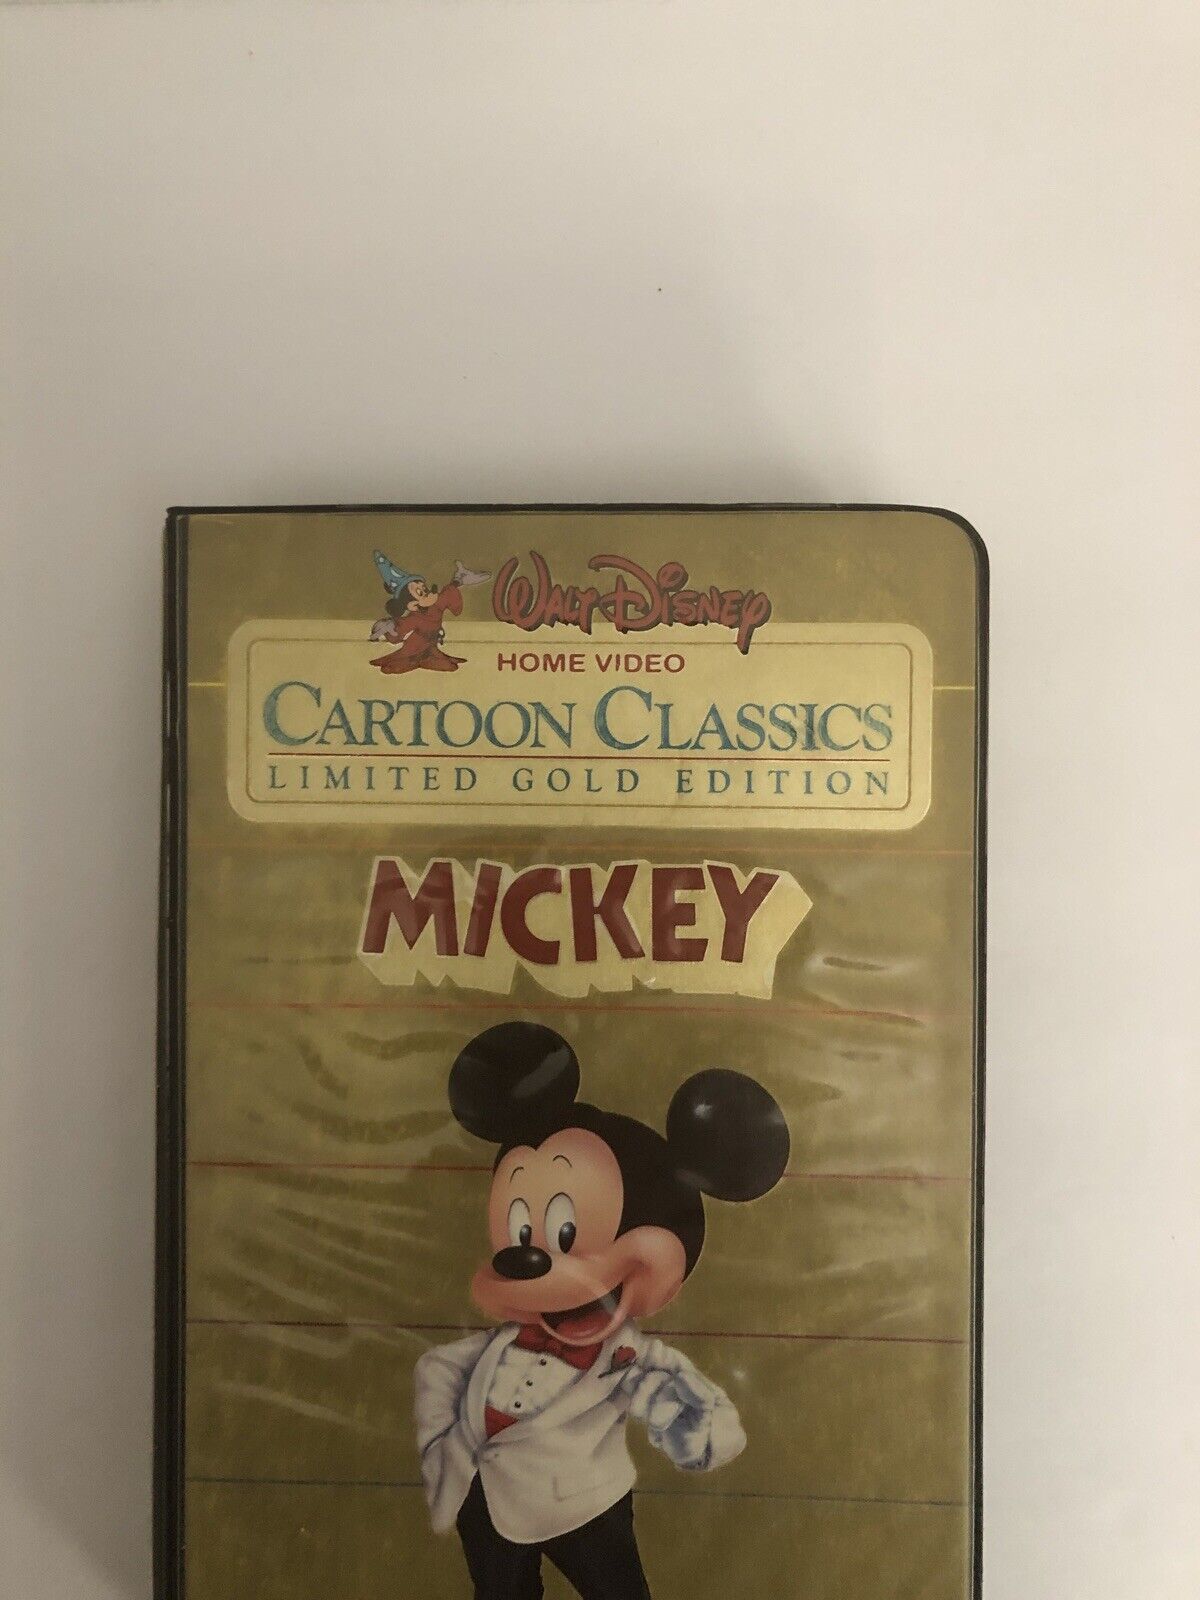 Walt Disney
HOME VIDEO
CARTOON CLASSICS
LIMITED GOLD EDITION
MICKEY